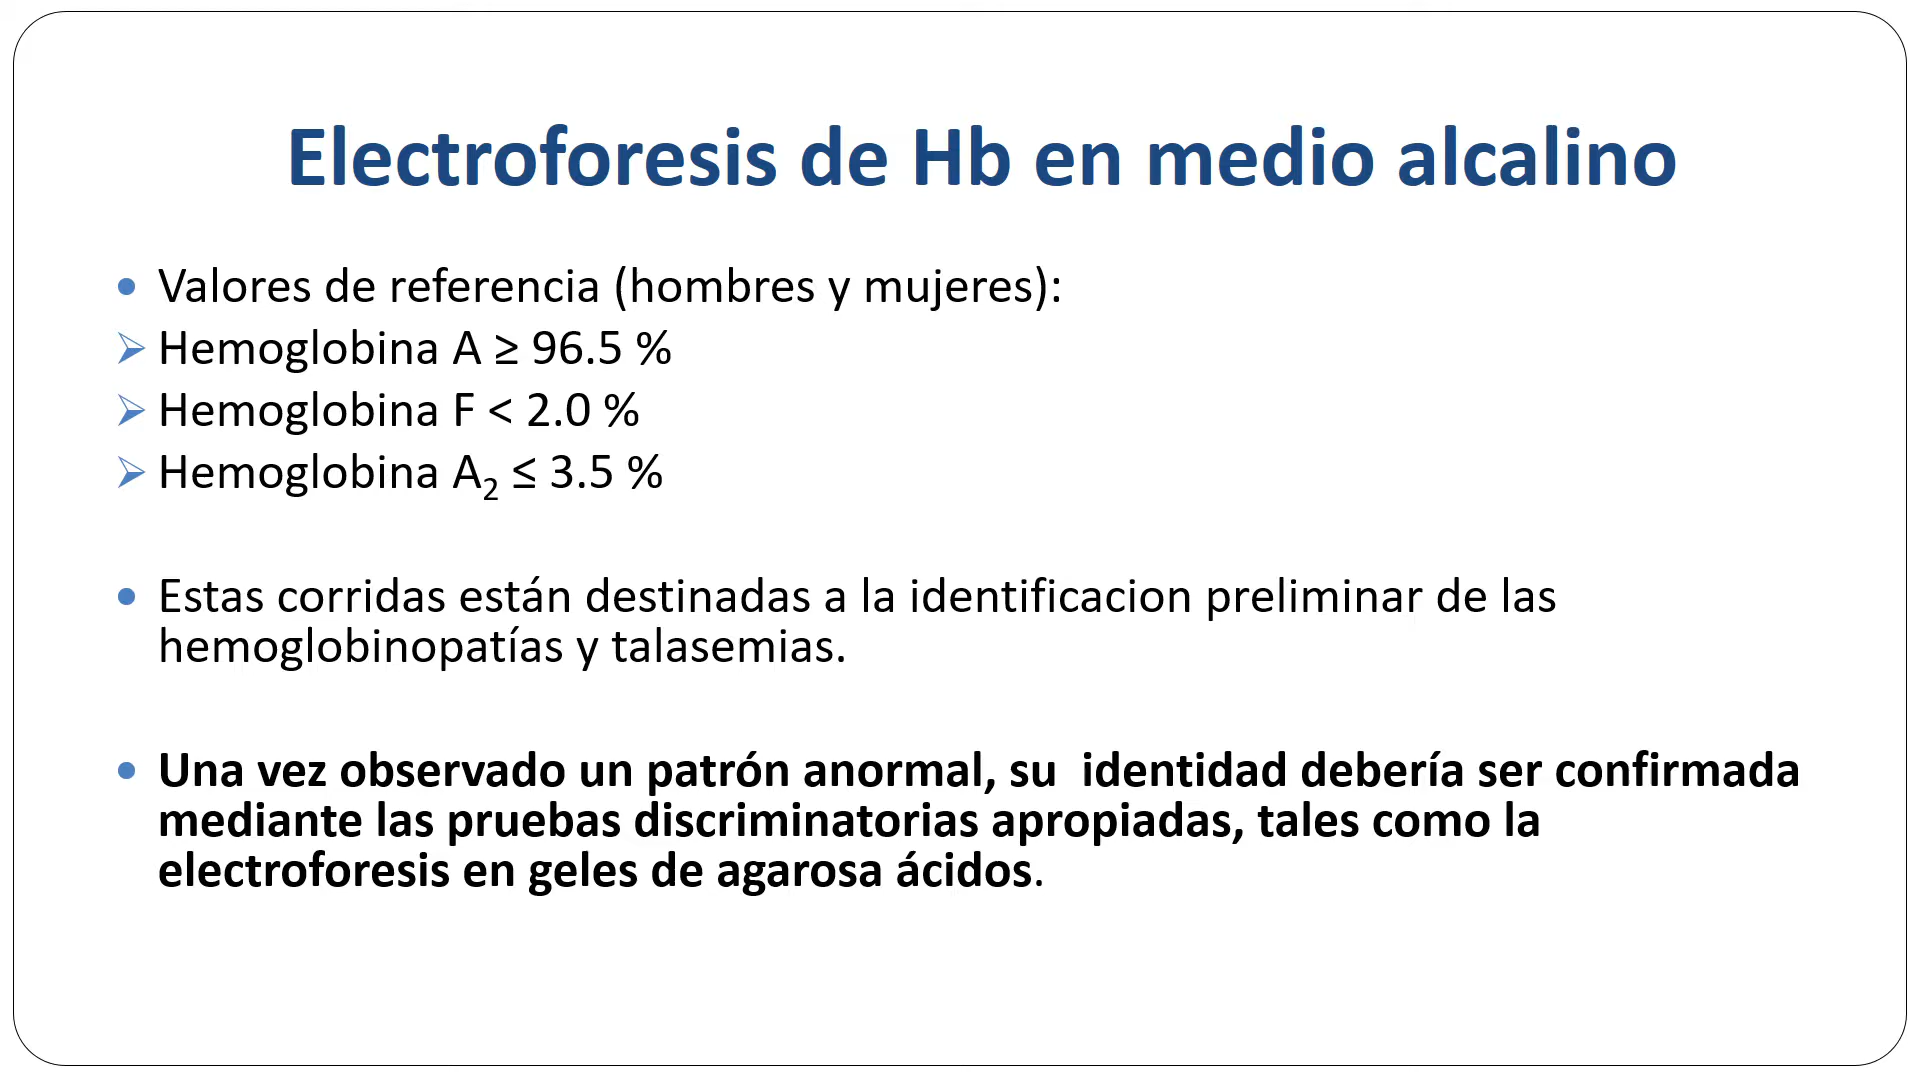 Electroforesis de Hb en medio alcalino
• Valores de referencia (hombres y mujeres):
➢ Hemoglobina A ≥ 96.5 %
➢ Hemoglobina F < 2.0 %
➢ Hemoglobina A₂ ≤ 3.5 %
• Estas corridas están destinadas a la identificacion preliminar de las
hemoglobinopatías y talasemias.
• Una vez observado un patrón anormal, su  identidad debería ser confirmada
mediante las pruebas discriminatorias apropiadas, tales como la
electroforesis en geles de agarosa ácidos.